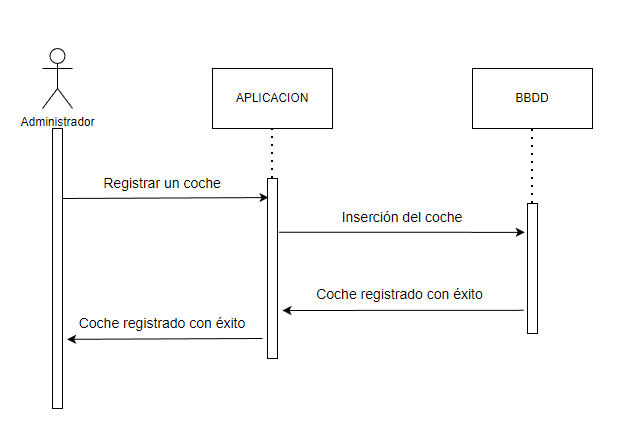 Administrador
APLICACION
BBDD
Registrar un coche
Inserción del coche
Coche registrado con éxito
Coche registrado con éxito